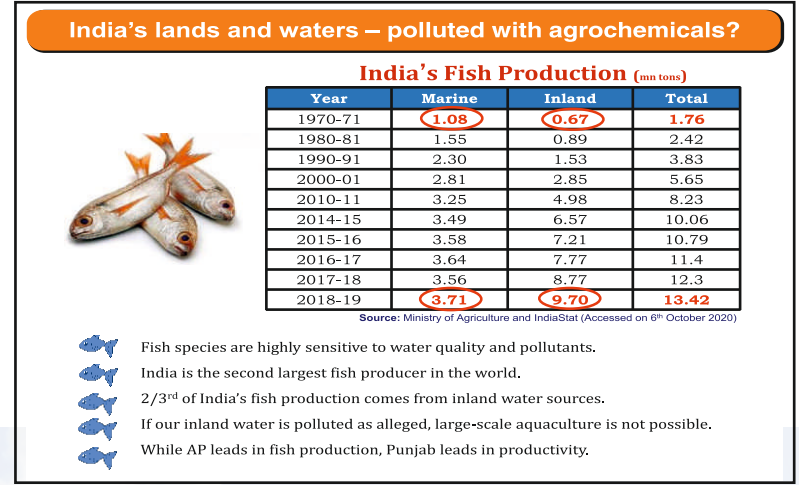 India's lands and waters – polluted with agrochemicals?
India's Fish Production (mn tons)
Year Marine Inland Total
1970-71 1.08 0.67 1.76
1980-81 1.55 0.89 2.42
1990-91 2.30 1.53 3.83
2000-01 2.81 2.85 5.65
2010-11 3.25 4.98 8.23
2014-15 3.49 6.57 10.06
2015-16 3.58 7.21 10.79
2016-17 3.64 7.77 11.4
2017-18 3.56 8.77 12.3
2018-19 3.71 9.70 13.42
Source: Ministry of Agriculture and IndiaStat (Accessed on 6th October 2020)
Fish species are highly sensitive to water quality and pollutants.
India is the second largest fish producer in the world.
2/3rd of India's fish production comes from inland water sources.
If our inland water is polluted as alleged, large-scale aquaculture is not possible.
While AP leads in fish production, Punjab leads in productivity.